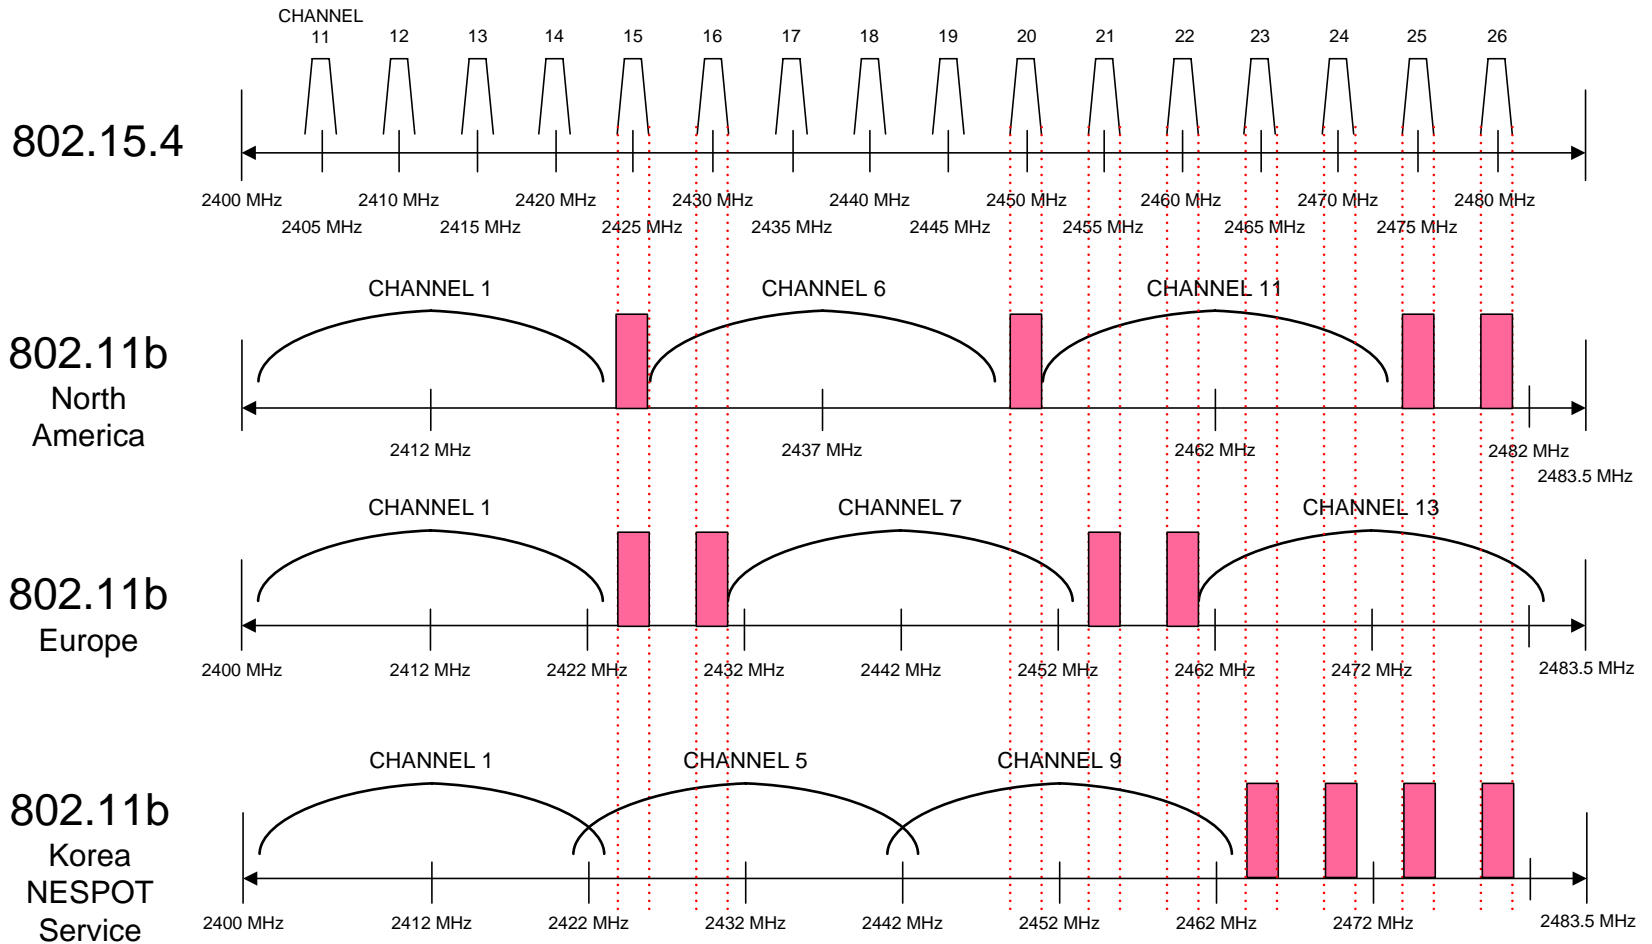 CHANNEL
11 12 13 14 15 16 17 18 19 20 21 22 23 24 25 26
802.15.4
2400 MHz 2410 MHz 2420 MHz 2430 MHz 2440 MHz 2450 MHz 2460 MHz 2470 MHz 2480 MHz
2405 MHz 2415 MHz 2425 MHz 2435 MHz 2445 MHz 2455 MHz 2465 MHz 2475 MHz
CHANNEL 1 CHANNEL 6 CHANNEL 11
802.11b
North
America
2412 MHz 2437 MHz 2462 MHz 2482 MHz
2483.5 MHz
CHANNEL 1 CHANNEL 7 CHANNEL 13
802.11b
Europe
2400 MHz 2412 MHz 2422 MHz 2432 MHz 2442 MHz 2452 MHz 2462 MHz 2472 MHz 2483.5 MHz
CHANNEL 1 CHANNEL 5 CHANNEL 9
802.11b
Korea
NESPOT
Service
2400 MHz 2412 MHz 2422 MHz 2432 MHz 2442 MHz 2452 MHz 2462 MHz 2472 MHz 2483.5 MHz